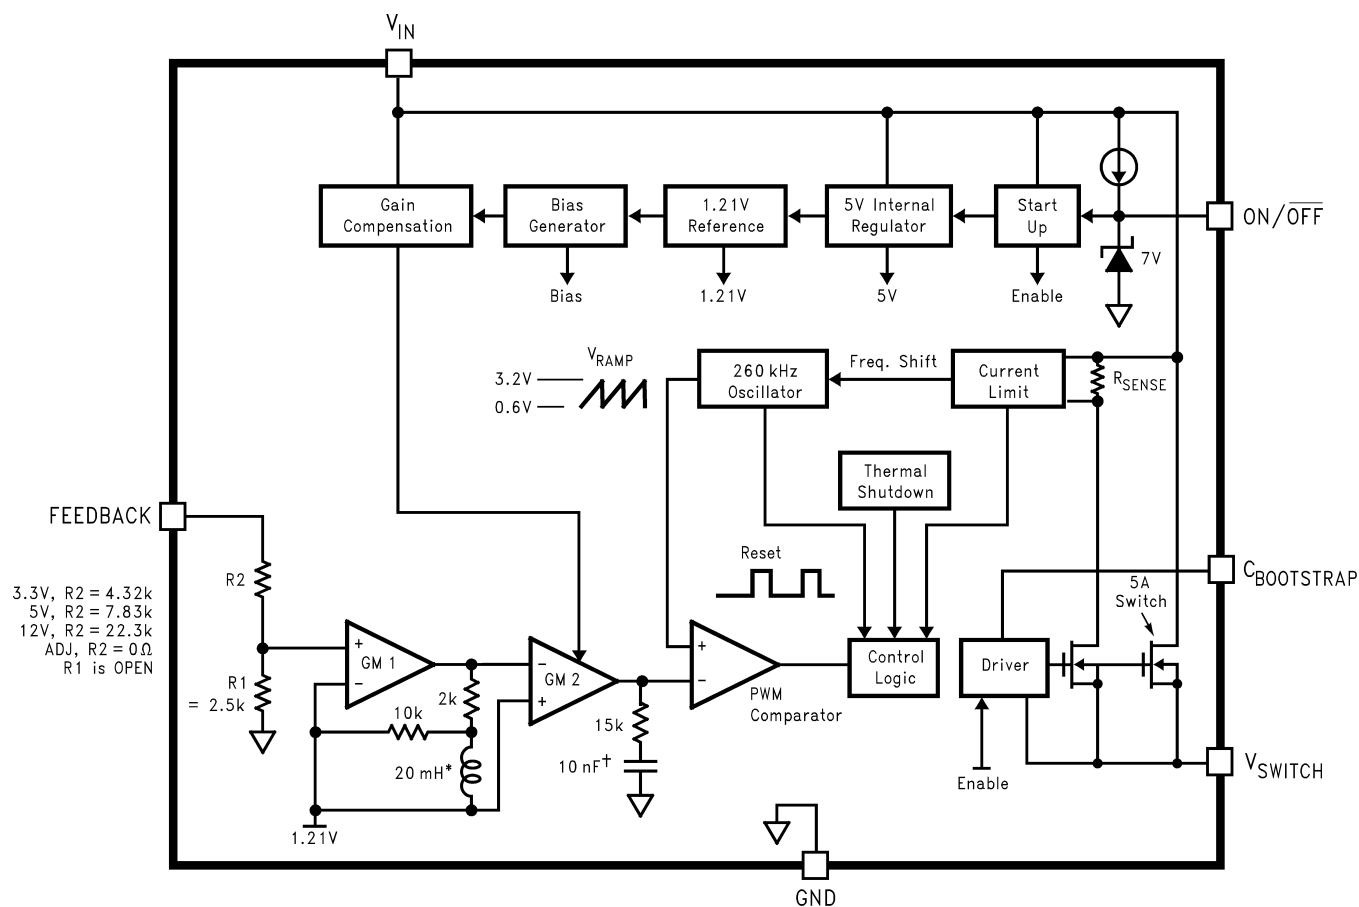 VIN
Gain
Compensation
Bias
Generator
1.21V
Reference
5V Internal
Regulator
Start
Up
ON/OFF
7V
Bias
1.21V
5V
Enable
VRAMP
3.2V
0.6V
260 kHz
Oscillator
Freq. Shift
Current
Limit
RSENSE
Thermal
Shutdown
FEEDBACK
Reset
R2
3.3V, R2 = 4.32k
5V, R2 = 7.83k
12V, R2 = 22.3k
ADJ, R2 = 0Ω
R1 is OPEN
R1
= 2.5k
+
GM 1
−
2k
10k
20 mH*
1.21V
−
GM 2
+
15k
10 nF†
+
−
PWM
Comparator
Control
Logic
Driver
5A
Switch
CBOOTSTRAP
Enable
VSWITCH
GND